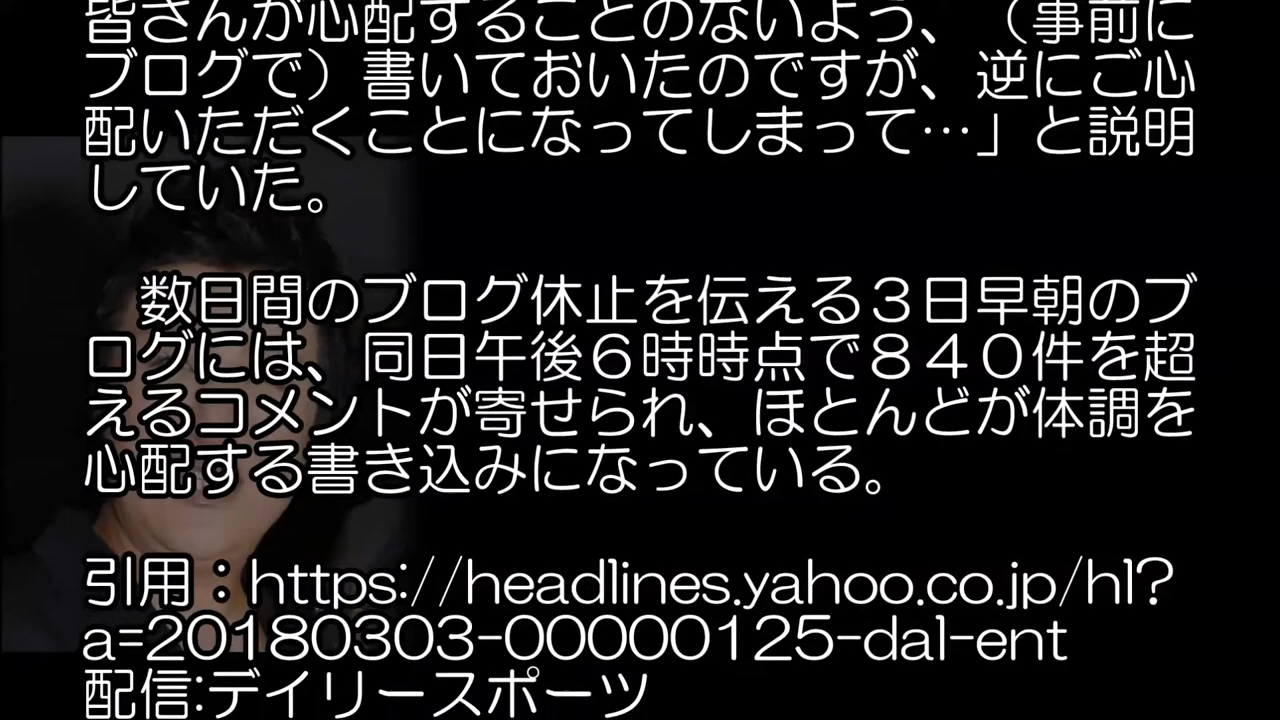 皆さんが心配することのないよう、（事前に
ブログで）書いておいたのですが、逆にご心
配いただくことになってしまって…」と説明
していた。
　数日間のブログ休止を伝える３日早朝のブ
ログには、同日午後６時時点で８４０件を超
えるコメントが寄せられ、ほとんどが体調を
心配する書き込みになっている。
引用：https://headlines.yahoo.co.jp/hl?
a=20180303-00000125-dal-ent
配信:デイリースポーツ